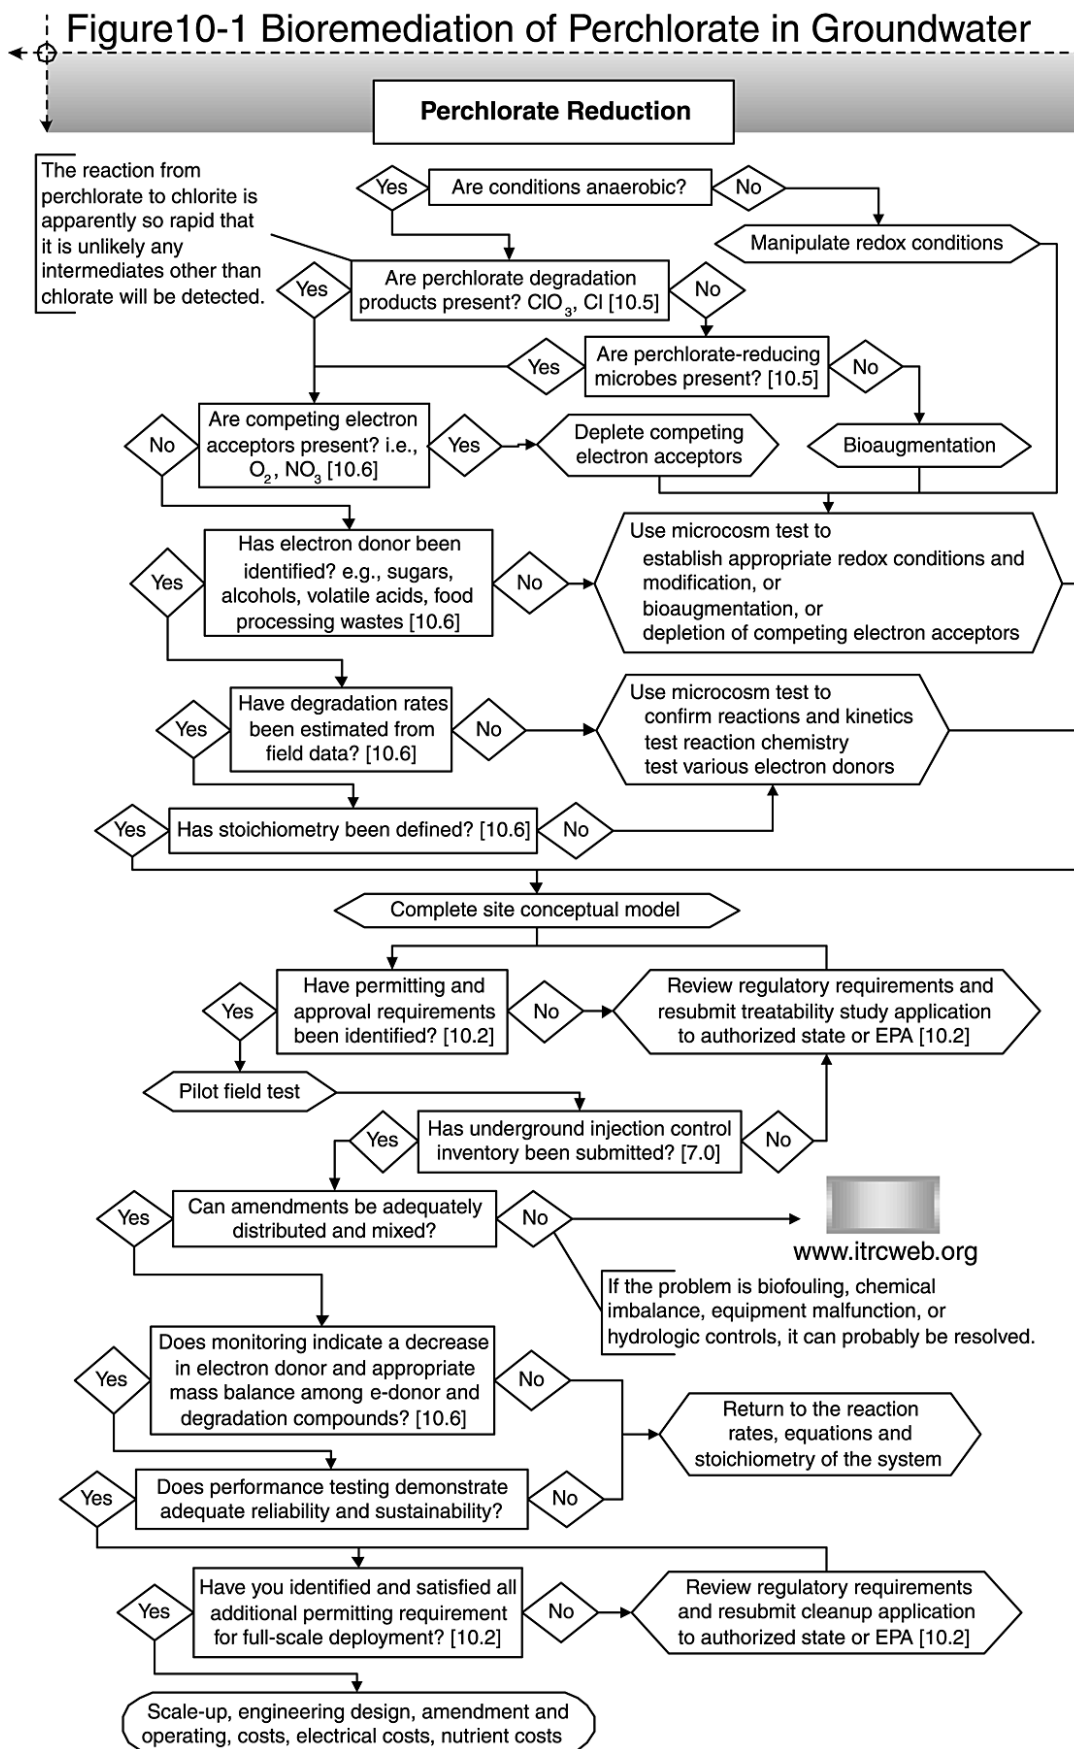 Figure10-1 Bioremediation of Perchlorate in Groundwater
Perchlorate Reduction
The reaction from
perchlorate to chlorite is
apparently so rapid that
it is unlikely any
intermediates other than
chlorate will be detected.
Yes
Are conditions anaerobic?
No
Manipulate redox conditions
Yes
Are perchlorate degradation
products present? ClO₃, Cl [10.5]
No
Yes
Are perchlorate-reducing
microbes present? [10.5]
No
No
Are competing electron
acceptors present? i.e.,
O₂, NO₃ [10.6]
Yes
Deplete competing
electron acceptors
Bioaugmentation
Yes
Has electron donor been
identified? e.g., sugars,
alcohols, volatile acids, food
processing wastes [10.6]
No
Use microcosm test to
establish appropriate redox conditions and
modification, or
bioaugmentation, or
depletion of competing electron acceptors
Yes
Have degradation rates
been estimated from
field data? [10.6]
No
Use microcosm test to
confirm reactions and kinetics
test reaction chemistry
test various electron donors
Yes
Has stoichiometry been defined? [10.6]
No
Complete site conceptual model
Yes
Have permitting and
approval requirements
been identified? [10.2]
No
Review regulatory requirements and
resubmit treatability study application
to authorized state or EPA [10.2]
Pilot field test
Yes
Has underground injection control
inventory been submitted? [7.0]
No
Yes
Can amendments be adequately
distributed and mixed?
No
www.itrcweb.org
If the problem is biofouling, chemical
imbalance, equipment malfunction, or
hydrologic controls, it can probably be resolved.
Yes
Does monitoring indicate a decrease
in electron donor and appropriate
mass balance among e-donor and
degradation compounds? [10.6]
No
Return to the reaction
rates, equations and
stoichiometry of the system
Yes
Does performance testing demonstrate
adequate reliability and sustainability?
No
Yes
Have you identified and satisfied all
additional permitting requirement
for full-scale deployment? [10.2]
No
Review regulatory requirements
and resubmit cleanup application
to authorized state or EPA [10.2]
Scale-up, engineering design, amendment and
operating, costs, electrical costs, nutrient costs